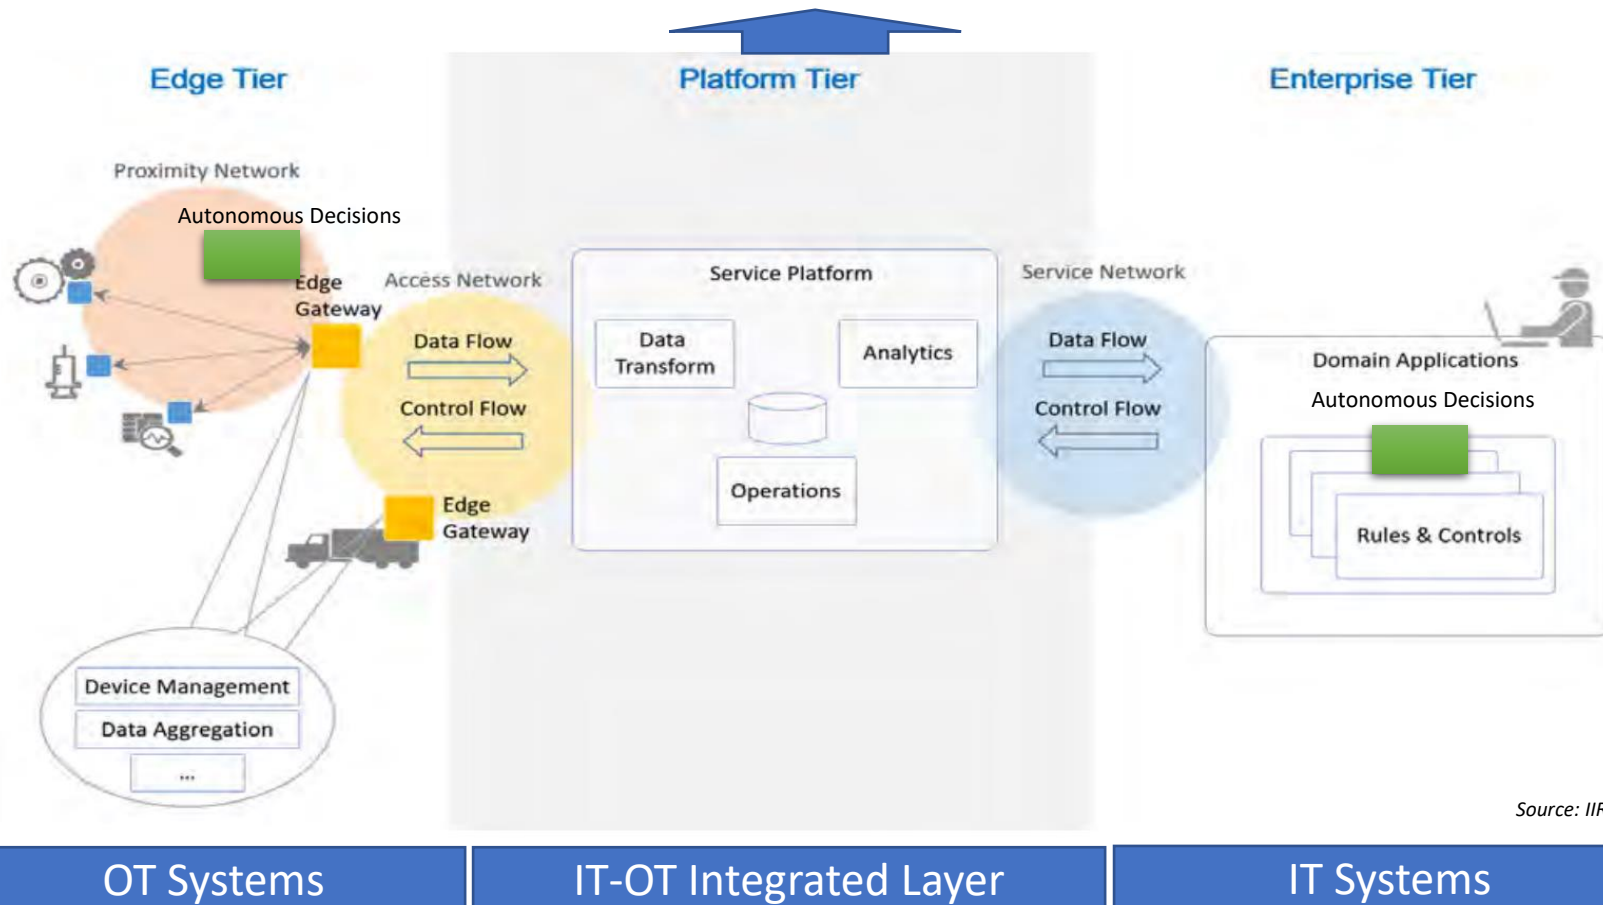 Edge Tier
Platform Tier
Enterprise Tier
Proximity Network
Autonomous Decisions
Edge
Gateway
Access Network
Data Flow
Control Flow
Edge
Gateway
Service Platform
Data
Transform
Analytics
Operations
Service Network
Data Flow
Control Flow
Domain Applications
Autonomous Decisions
Rules & Controls
Device Management
Data Aggregation
...
Source: IIR
OT Systems
IT-OT Integrated Layer
IT Systems